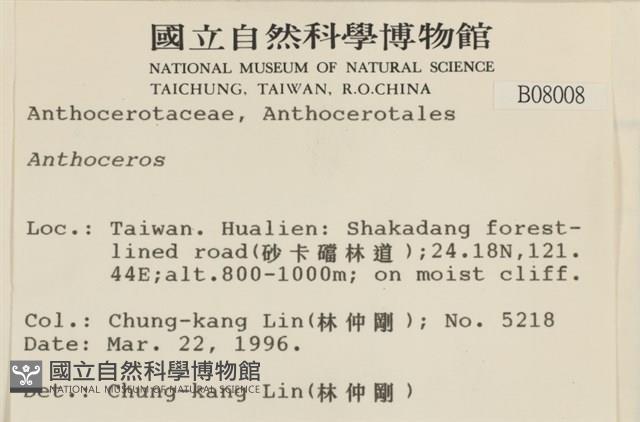 國立自然科學博物館
NATIONAL MUSEUM OF NATURAL SCIENCE
TAICHUNG, TAIWAN, R.O.CHINA
B08008
Anthocerotaceae, Anthocerotales
Anthoceros
Loc.: Taiwan. Hualien: Shakadang forest-
lined road(砂卡礑林道);24.18N,121.
44E;alt.800-1000m; on moist cliff.
Col.: Chung-kang Lin(林仲剛); No. 5218
Date: Mar. 22, 1996.
國立自然科學博物館
NATIONAL MUSEUM OF NATURAL SCIENCE
Det.: Chung-kang Lin(林仲剛)